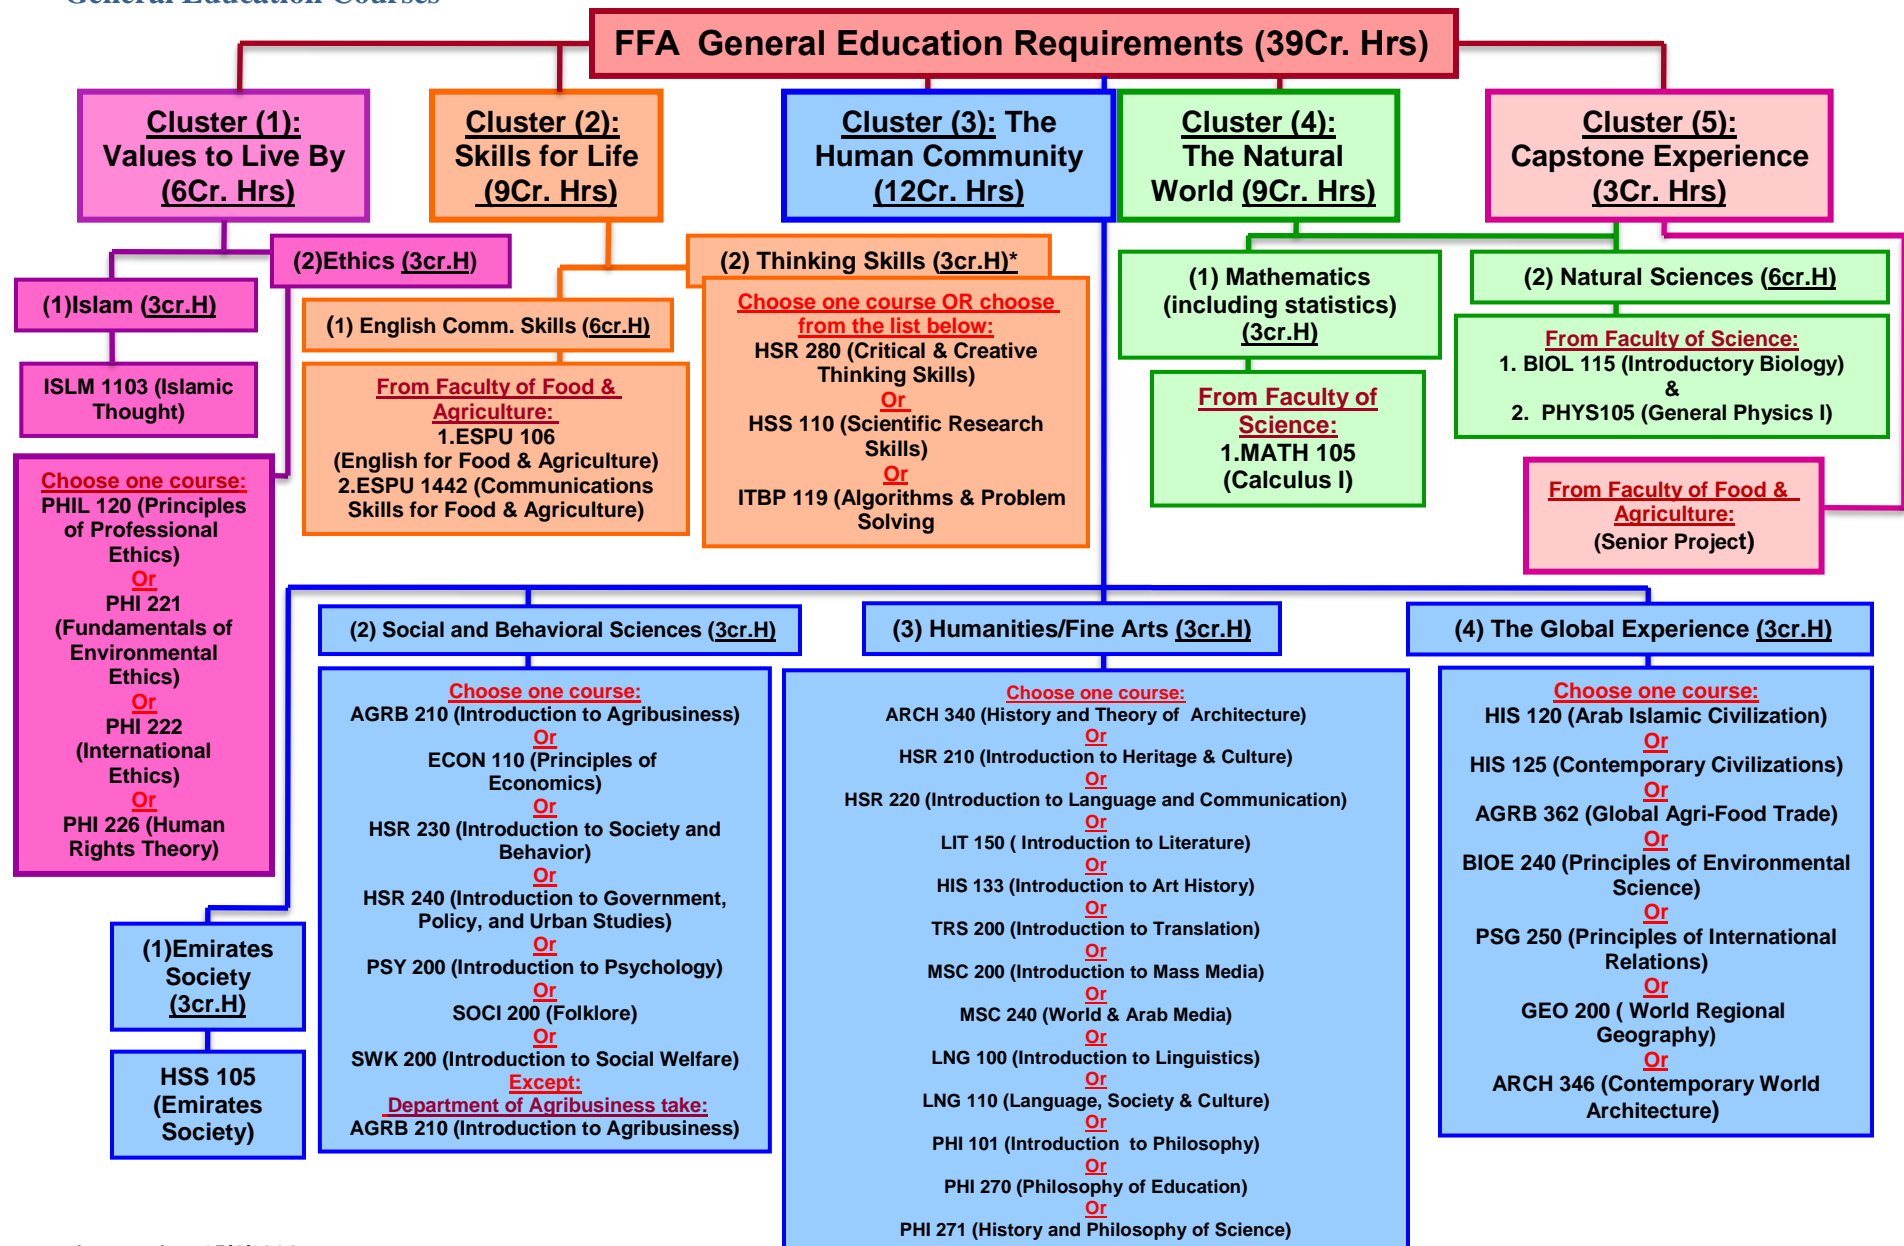 General Education Courses
FFA General Education Requirements (39Cr. Hrs)
Cluster (1):
Values to Live By
(6Cr. Hrs)
Cluster (2):
Skills for Life
(9Cr. Hrs)
Cluster (3): The
Human Community
(12Cr. Hrs)
Cluster (4):
The Natural
World (9Cr. Hrs)
Cluster (5):
Capstone Experience
(3Cr. Hrs)
(2)Ethics (3cr.H)
(1)Islam (3cr.H)
ISLM 1103 (Islamic
Thought)
Choose one course:
PHIL 120 (Principles
of Professional
Ethics)
Or
PHI 221
(Fundamentals of
Environmental
Ethics)
Or
PHI 222
(International
Ethics)
Or
PHI 226 (Human
Rights Theory)
(1) English Comm. Skills (6cr.H)
From Faculty of Food &
Agriculture:
1.ESPU 106
(English for Food & Agriculture)
2.ESPU 1442 (Communications
Skills for Food & Agriculture)
(2) Thinking Skills (3cr.H)*
Choose one course OR choose
from the list below:
HSR 280 (Critical & Creative
Thinking Skills)
Or
HSS 110 (Scientific Research
Skills)
Or
ITBP 119 (Algorithms & Problem
Solving
(1) Mathematics
(including statistics)
(3cr.H)
From Faculty of
Science:
1.MATH 105
(Calculus I)
(2) Natural Sciences (6cr.H)
From Faculty of Science:
1. BIOL 115 (Introductory Biology)
&
2. PHYS105 (General Physics I)
From Faculty of Food &
Agriculture:
(Senior Project)
(1)Emirates
Society
(3cr.H)
HSS 105
(Emirates
Society)
(2) Social and Behavioral Sciences (3cr.H)
Choose one course:
AGRB 210 (Introduction to Agribusiness)
Or
ECON 110 (Principles of
Economics)
Or
HSR 230 (Introduction to Society and
Behavior)
Or
HSR 240 (Introduction to Government,
Policy, and Urban Studies)
Or
PSY 200 (Introduction to Psychology)
Or
SOCI 200 (Folklore)
Or
SWK 200 (Introduction to Social Welfare)
Except:
Department of Agribusiness take:
AGRB 210 (Introduction to Agribusiness)
(3) Humanities/Fine Arts (3cr.H)
Choose one course:
ARCH 340 (History and Theory of Architecture)
Or
HSR 210 (Introduction to Heritage & Culture)
Or
HSR 220 (Introduction to Language and Communication)
Or
LIT 150 ( Introduction to Literature)
Or
HIS 133 (Introduction to Art History)
Or
TRS 200 (Introduction to Translation)
Or
MSC 200 (Introduction to Mass Media)
Or
MSC 240 (World & Arab Media)
Or
LNG 100 (Introduction to Linguistics)
Or
LNG 110 (Language, Society & Culture)
Or
PHI 101 (Introduction to Philosophy)
Or
PHI 270 (Philosophy of Education)
Or
PHI 271 (History and Philosophy of Science)
(4) The Global Experience (3cr.H)
Choose one course:
HIS 120 (Arab Islamic Civilization)
Or
HIS 125 (Contemporary Civilizations)
Or
AGRB 362 (Global Agri-Food Trade)
Or
BIOE 240 (Principles of Environmental
Science)
Or
PSG 250 (Principles of International
Relations)
Or
GEO 200 ( World Regional
Geography)
Or
ARCH 346 (Contemporary World
Architecture)